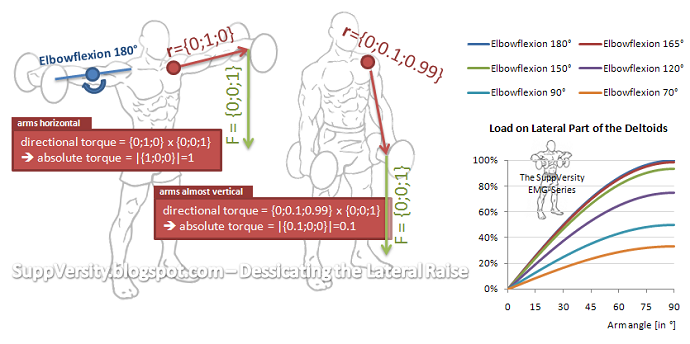 Elbowflexion 180°
r={0;1;0}
F = {0;0;1}
arms horizontal
directional torque = {0;1;0} x {0;0;1}
➔ absolute torque = |{1;0;0}|=1
r={0;0.1;0.99}
F = {0;0;1}
arms almost vertical
directional torque = {0;0.1;0.99} x {0;0;1}
➔ absolute torque = |{0.1;0;0}|=0.1
SuppVersity.blogspot.com – Dessicating the Lateral Raise
Elbowflexion 180° Elbowflexion 165°
Elbowflexion 150° Elbowflexion 120°
Elbowflexion 90° Elbowflexion 70°
Load on Lateral Part of the Deltoids
The SuppVersity
EMG-Series
100%
80%
60%
40%
20%
0%
0 15 30 45 60 75 90
Arm angle [in °]